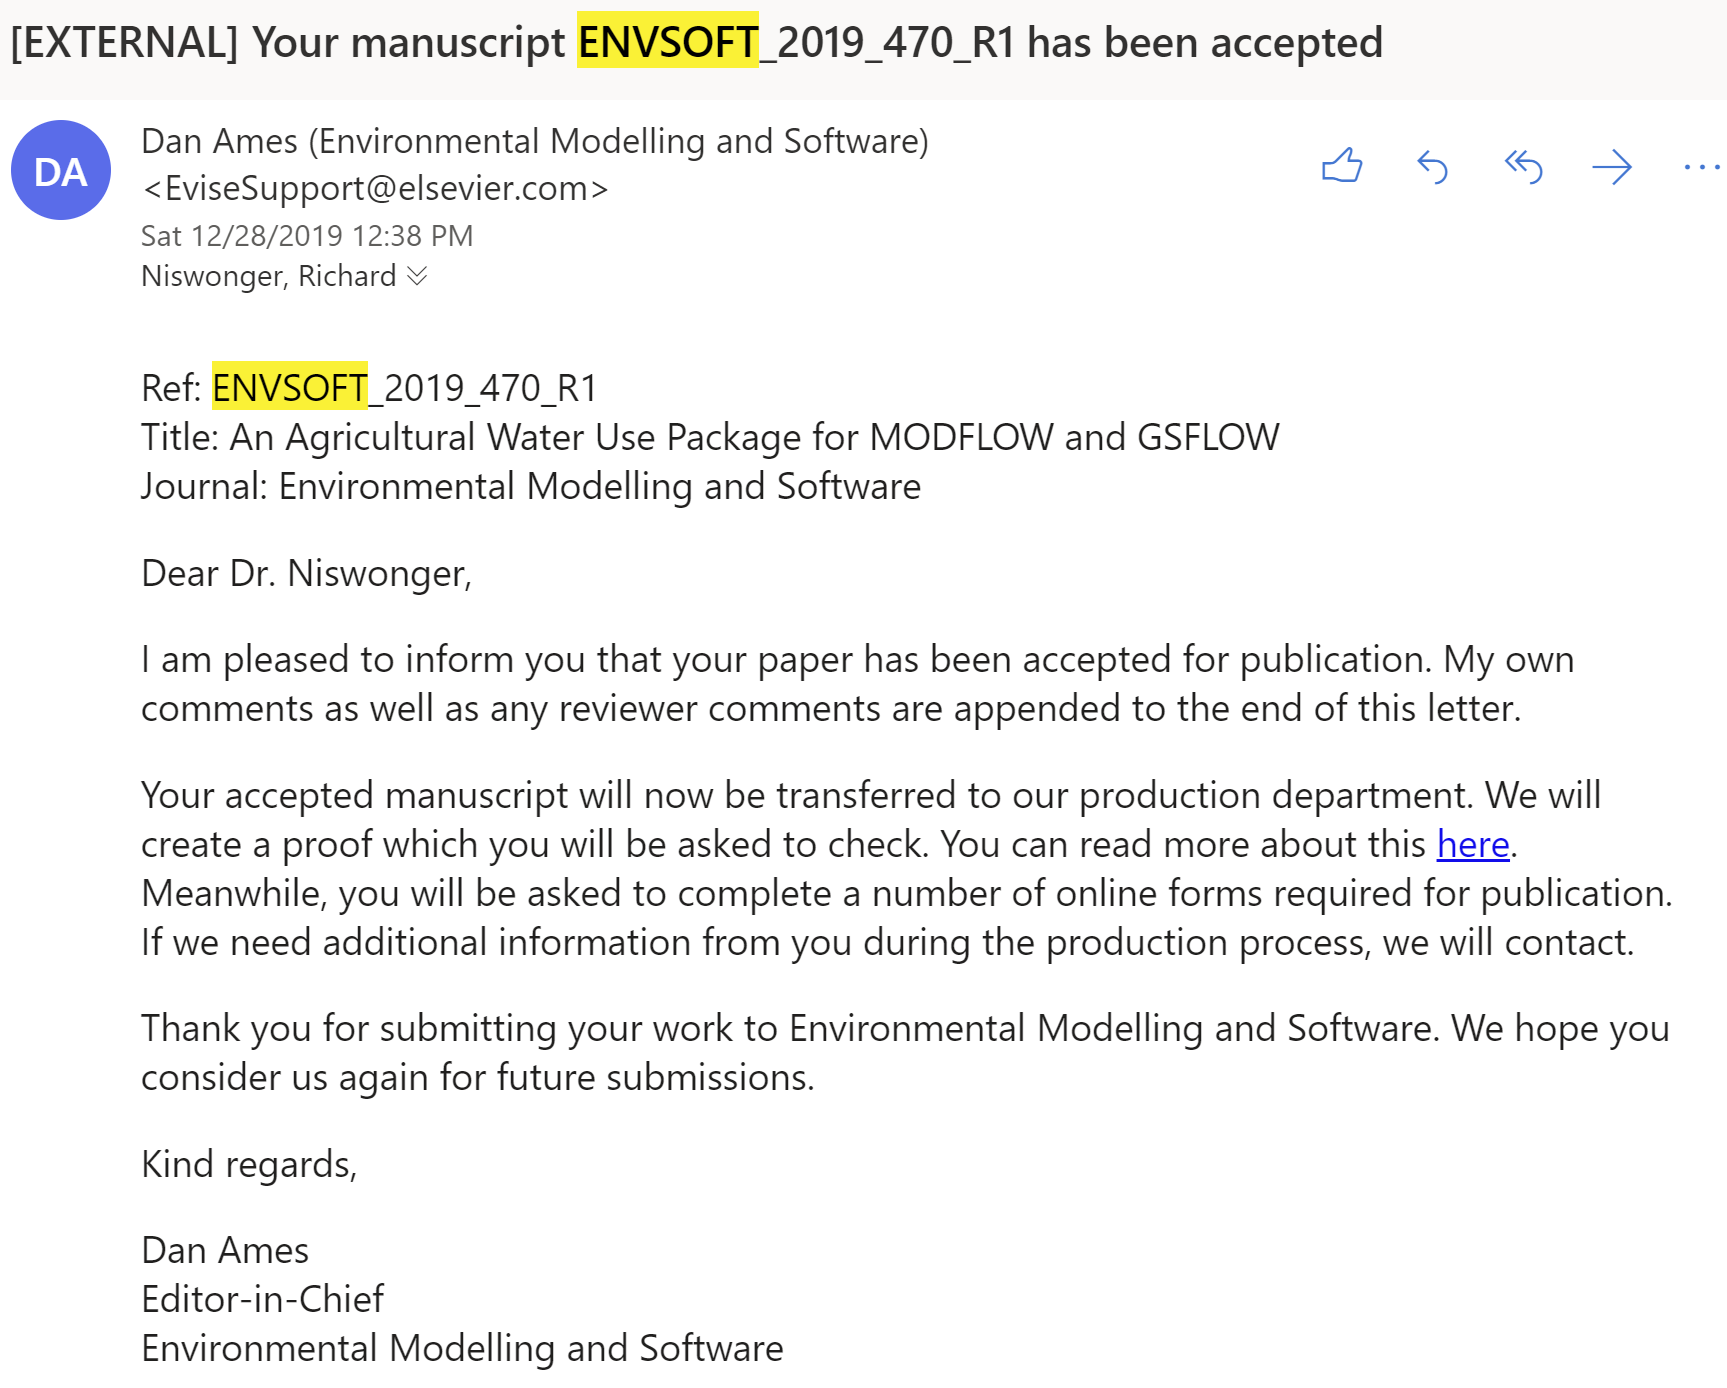 [EXTERNAL] Your manuscript ENVSOFT_2019_470_R1 has been accepted
DA
Dan Ames (Environmental Modelling and Software)
<EviseSupport@elsevier.com>
Sat 12/28/2019 12:38 PM
Niswonger, Richard
Ref: ENVSOFT_2019_470_R1
Title: An Agricultural Water Use Package for MODFLOW and GSFLOW
Journal: Environmental Modelling and Software
Dear Dr. Niswonger,
I am pleased to inform you that your paper has been accepted for publication. My own
comments as well as any reviewer comments are appended to the end of this letter.
Your accepted manuscript will now be transferred to our production department. We will
create a proof which you will be asked to check. You can read more about this here.
Meanwhile, you will be asked to complete a number of online forms required for publication.
If we need additional information from you during the production process, we will contact.
Thank you for submitting your work to Environmental Modelling and Software. We hope you
consider us again for future submissions.
Kind regards,
Dan Ames
Editor-in-Chief
Environmental Modelling and Software